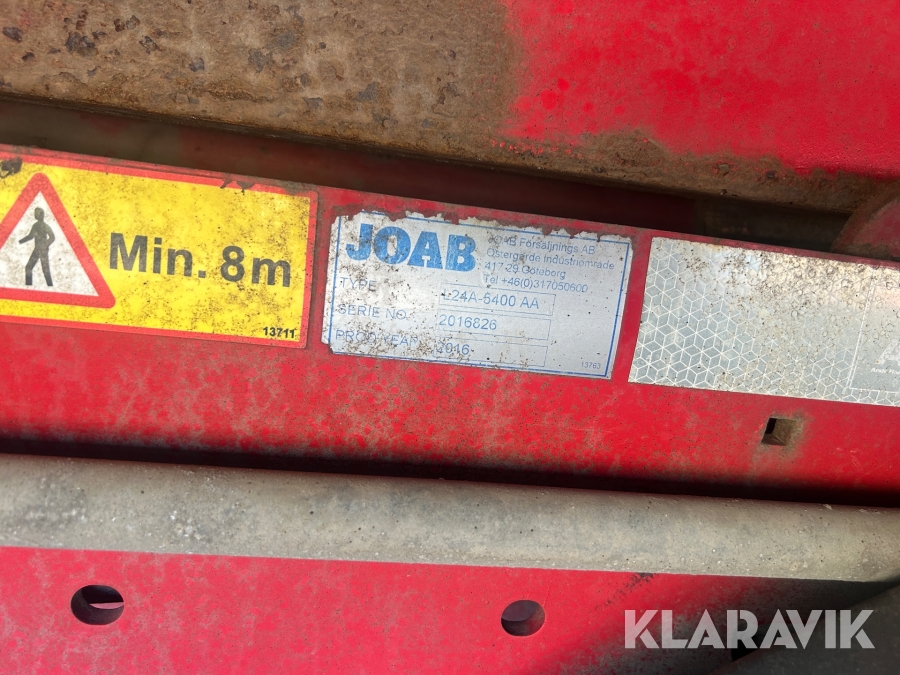 Min. 8m
13711
JOAB
JOAB Försäljnings AB
Östergärde Industriområde
417 29 Göteborg
Tel +46(0)317050600
TYPE
L24A-5400 AA
SERIE NO.
2016826
PROD YEAR
2016
13763
KLARAVIK